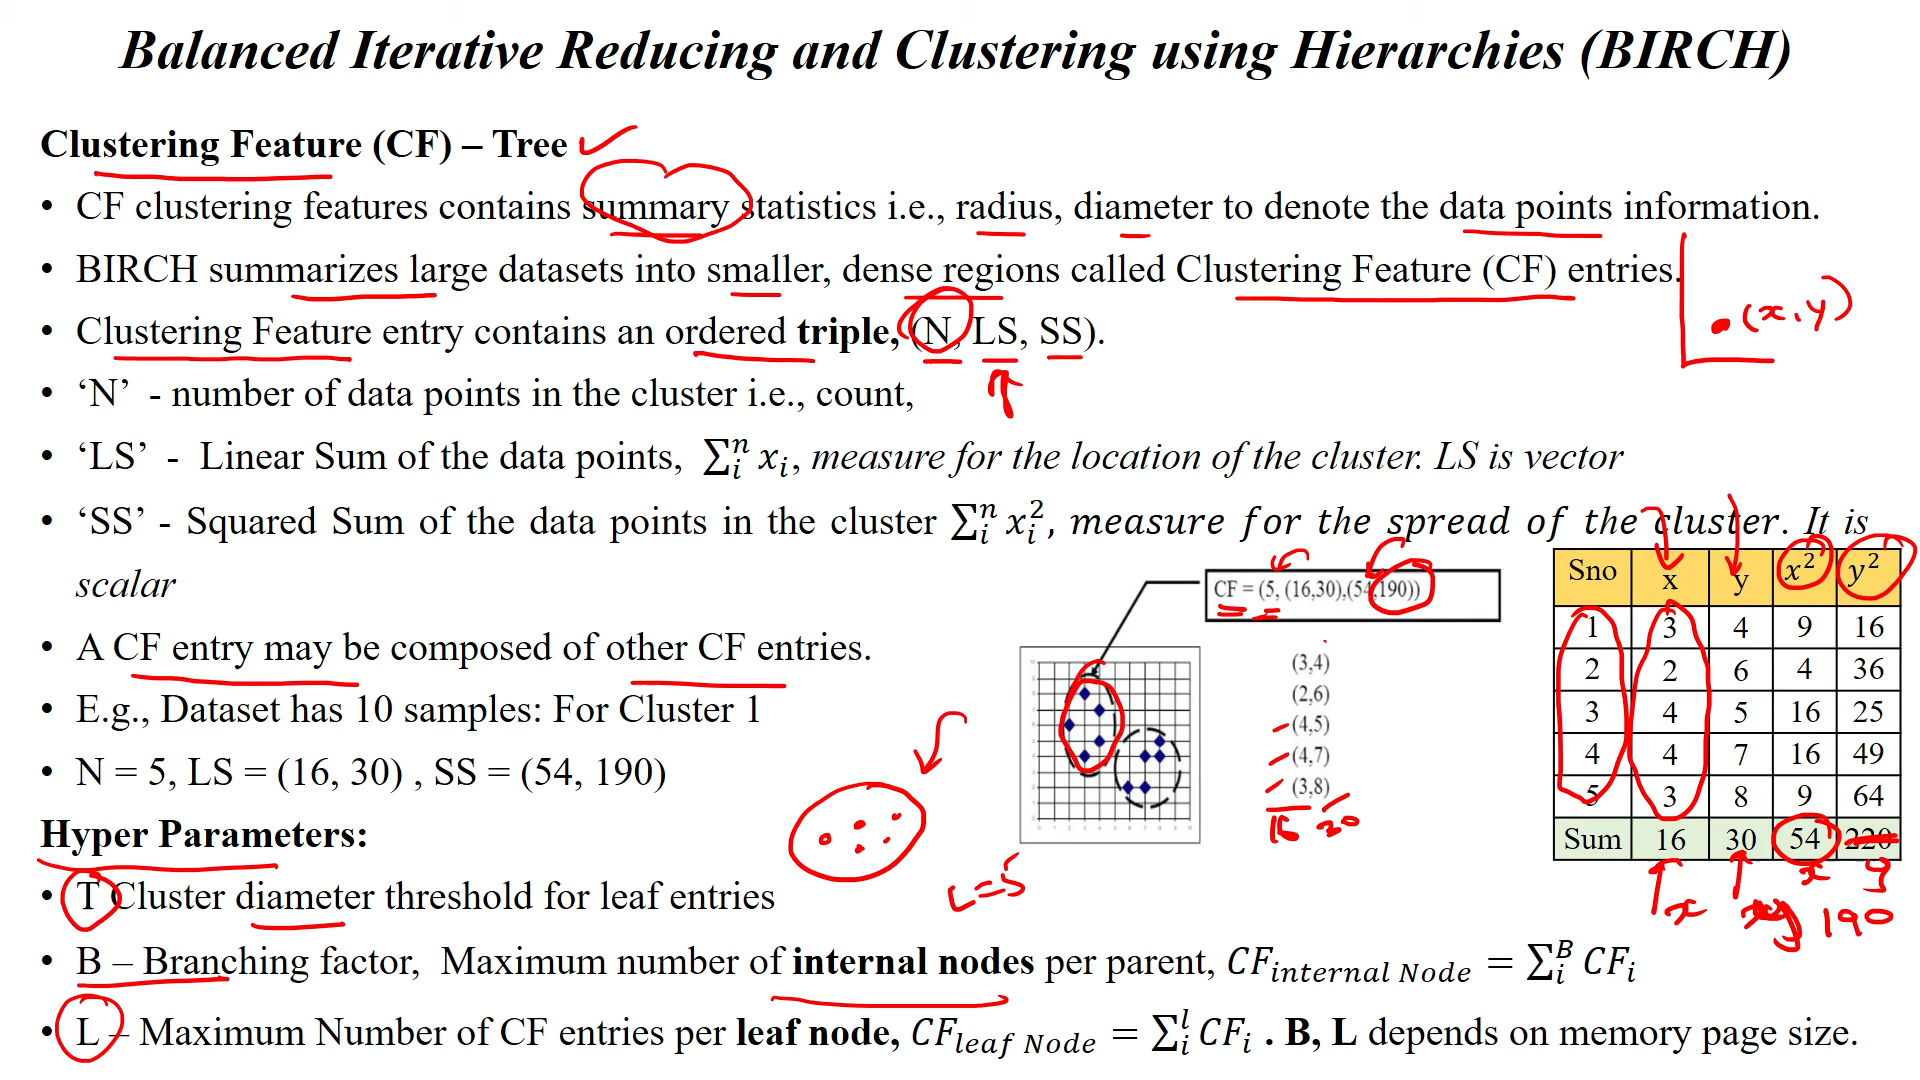 Balanced Iterative Reducing and Clustering using Hierarchies (BIRCH)
Clustering Feature (CF) – Tree
• CF clustering features contains summary statistics i.e., radius, diameter to denote the data points information.
• BIRCH summarizes large datasets into smaller, dense regions called Clustering Feature (CF) entries.
(x,y)
• Clustering Feature entry contains an ordered triple, (N, LS, SS).
• ‘N’ - number of data points in the cluster i.e., count,
• ‘LS’ - Linear Sum of the data points, ∑ᵢⁿ xᵢ, measure for the location of the cluster. LS is vector
• ‘SS’ - Squared Sum of the data points in the cluster ∑ᵢⁿ xᵢ², measure for the spread of the cluster. It is
scalar
• A CF entry may be composed of other CF entries.
• E.g., Dataset has 10 samples: For Cluster 1
• N = 5, LS = (16, 30) , SS = (54, 190)
CF = (5, (16,30),(54,190))
(3,4)
(2,6)
(4,5)
(4,7)
(3,8)
16 30
Sno x y x² y²
1 3 4 9 16
2 2 6 4 36
3 4 5 16 25
4 4 7 16 49
5 3 8 9 64
Sum 16 30 54 220
x y x y
190
L=5
Hyper Parameters:
• T Cluster diameter threshold for leaf entries
• B – Branching factor, Maximum number of internal nodes per parent, CF_internal Node = ∑ᵢᴮ CFᵢ
• L – Maximum Number of CF entries per leaf node, CF_leaf Node = ∑ᵢˡ CFᵢ . B, L depends on memory page size.